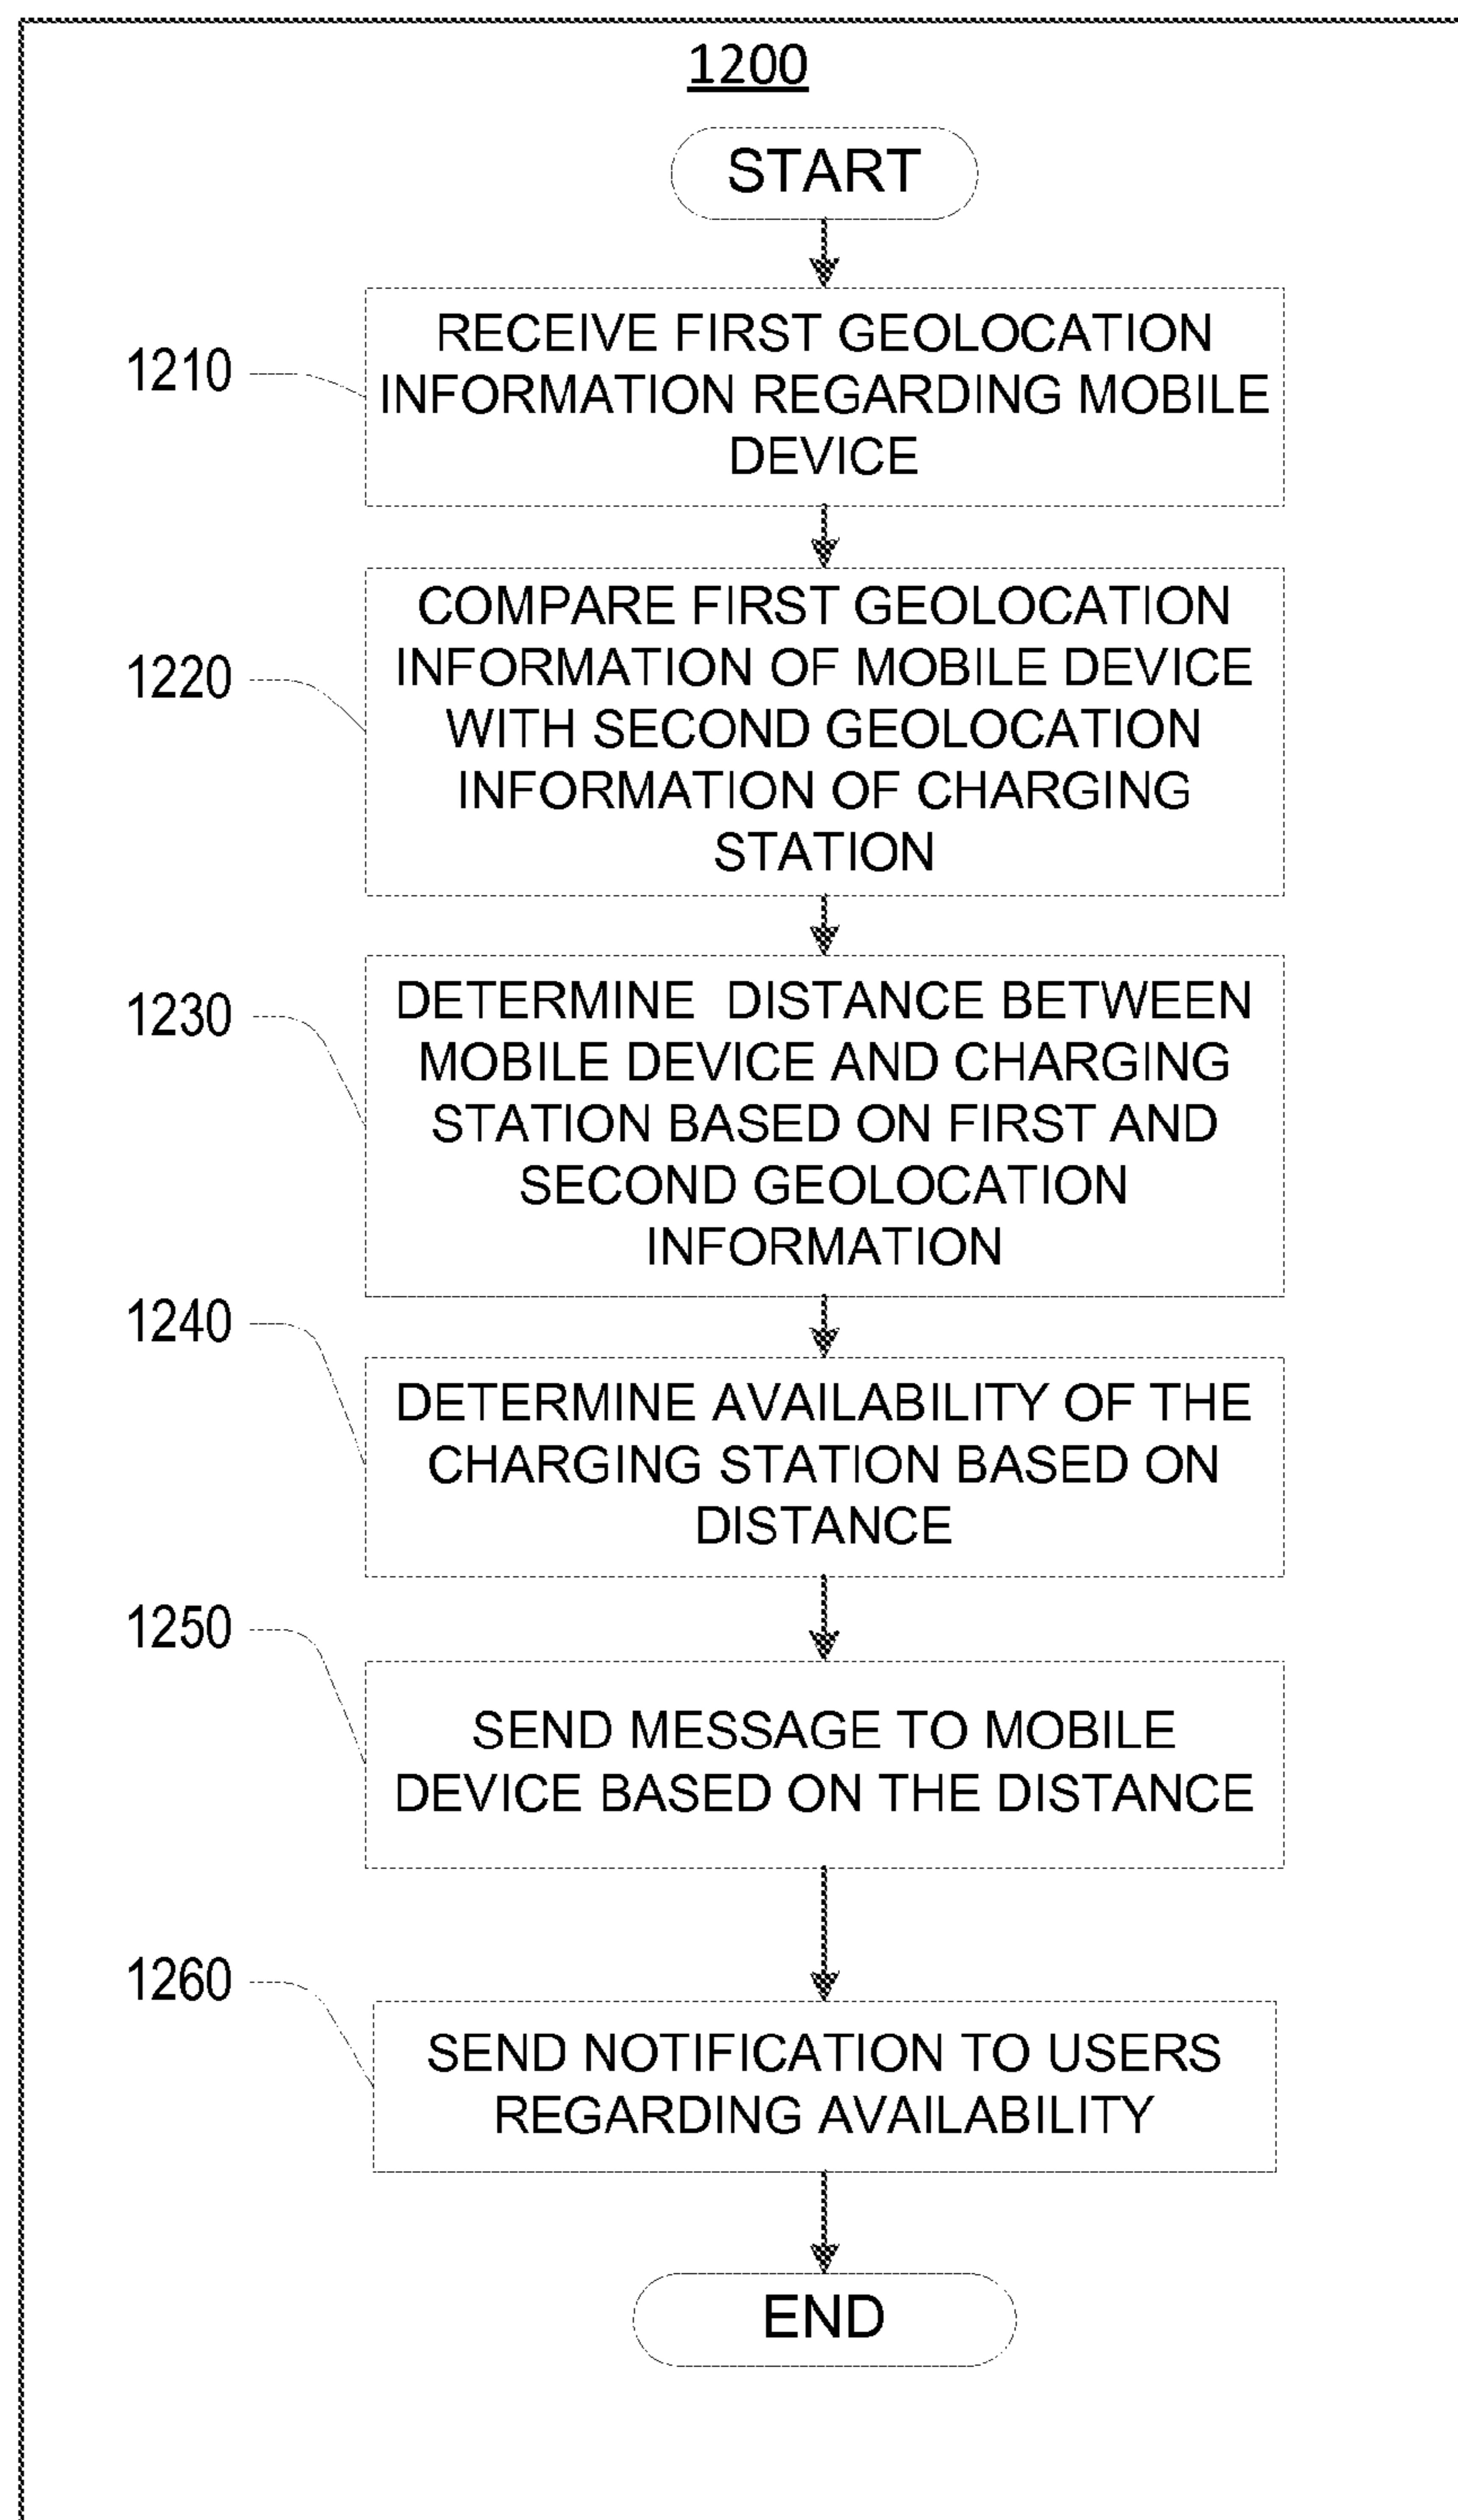 1200
START
1210
RECEIVE FIRST GEOLOCATION
INFORMATION REGARDING MOBILE
DEVICE
1220
COMPARE FIRST GEOLOCATION
INFORMATION OF MOBILE DEVICE
WITH SECOND GEOLOCATION
INFORMATION OF CHARGING
STATION
1230
DETERMINE DISTANCE BETWEEN
MOBILE DEVICE AND CHARGING
STATION BASED ON FIRST AND
SECOND GEOLOCATION
INFORMATION
1240
DETERMINE AVAILABILITY OF THE
CHARGING STATION BASED ON
DISTANCE
1250
SEND MESSAGE TO MOBILE
DEVICE BASED ON THE DISTANCE
1260
SEND NOTIFICATION TO USERS
REGARDING AVAILABILITY
END